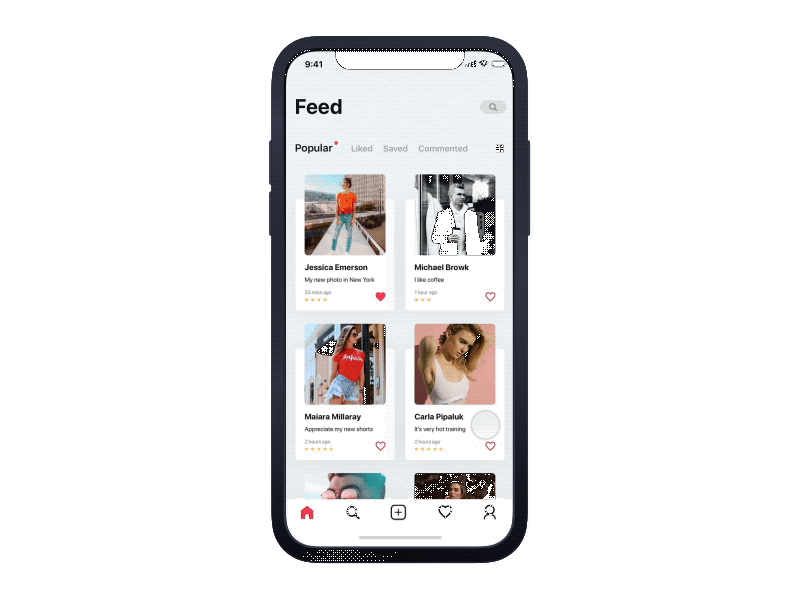 9:41
Feed
Popular Liked Saved Commented
Jessica Emerson
My new photo in New York
25 mins ago
Michael Browk
I like coffee
1 hour ago
Maiara Millaray
Appreciate my new shorts
2 hours ago
Carla Pipaluk
It's very hot training
2 hours ago